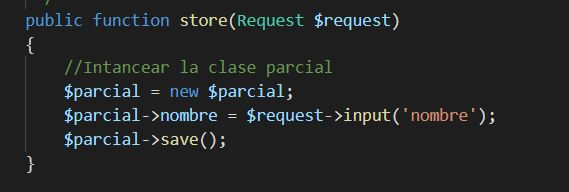 public function store(Request $request)
{
//Intancear la clase parcial
$parcial = new $parcial;
$parcial->nombre = $request->input('nombre');
$parcial->save();
}